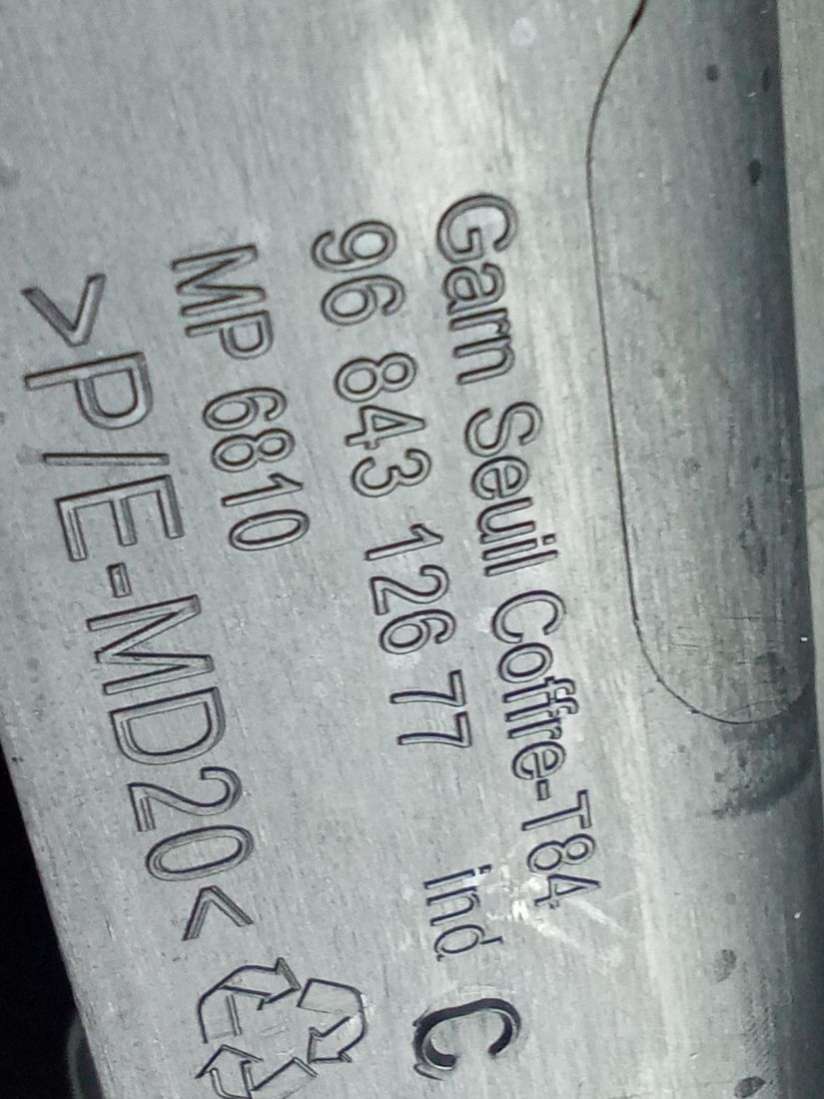 Garn Seuil Coffre-T84
96 843 126 77 ind C
MP 6810
>P/E-MD20<